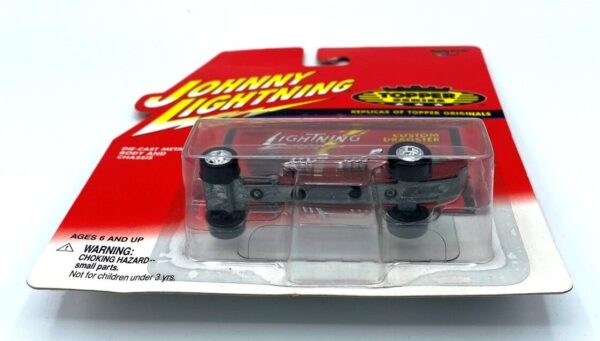 JOHNNY
LIGHTNING
TOPPER
SERIES
REPLICAS OF TOPPER ORIGINALS
DIE-CAST METAL
BODY AND
CHASSIS
LIGHTNING
CUSTOM
DRAGSTER
AGES 6 AND UP
WARNING:
CHOKING HAZARD--
small parts.
Not for children under 3 yrs.